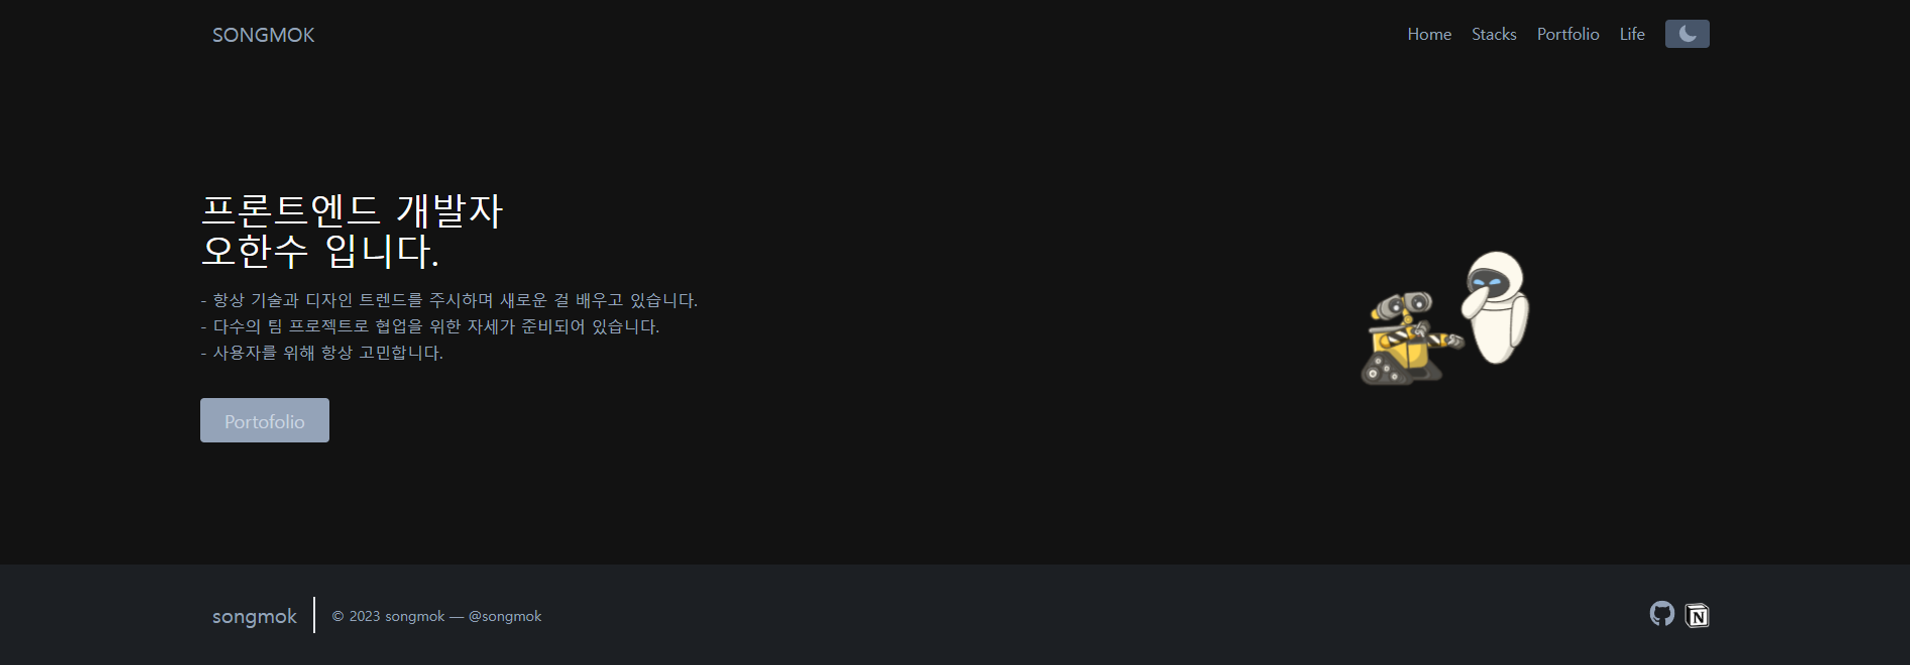 SONGMOK
Home Stacks Portfolio Life
프론트엔드 개발자
오한수 입니다.
- 항상 기술과 디자인 트렌드를 주시하며 새로운 걸 배우고 있습니다.
- 다수의 팀 프로젝트로 협업을 위한 자세가 준비되어 있습니다.
- 사용자를 위해 항상 고민합니다.
Portofolio
songmok
© 2023 songmok — @songmok
N